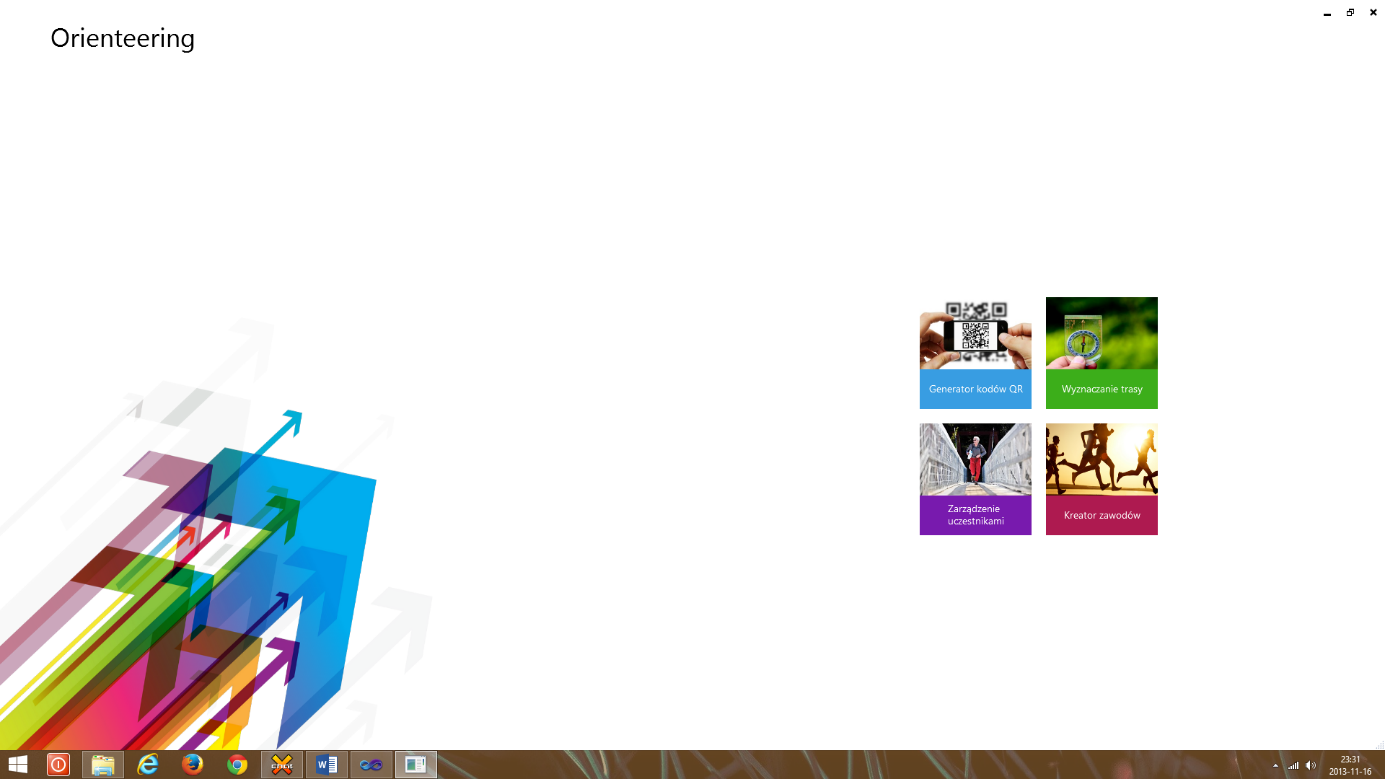 Orienteering
Generator kodów QR
Wyznaczanie trasy
Zarządzenie
uczestnikami
Kreator zawodów
23:31
2013-11-16